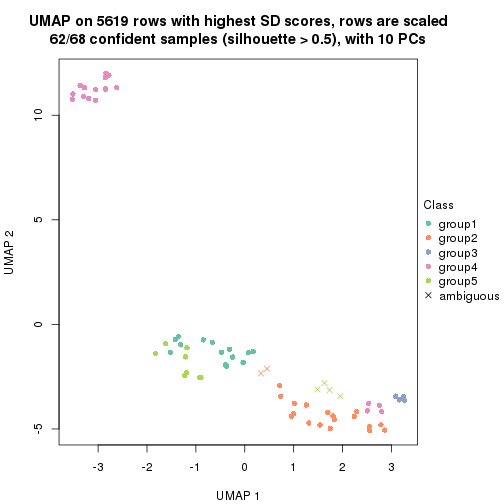 UMAP on 5619 rows with highest SD scores, rows are scaled
62/68 confident samples (silhouette > 0.5), with 10 PCs
UMAP 2
10
5
0
-5
-3
-2
-1
0
1
2
3
UMAP 1
Class
group1
group2
group3
group4
group5
ambiguous